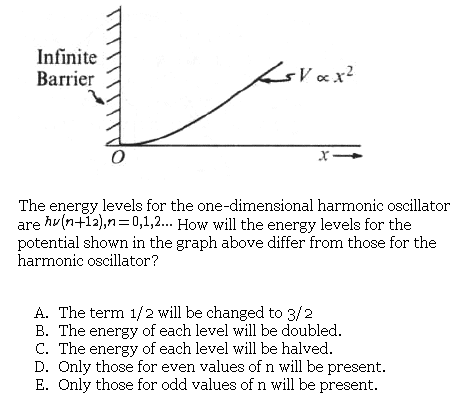 Infinite
Barrier
V ∝ x²
O
x
The energy levels for the one-dimensional harmonic oscillator
are hν(n+12),n=0,1,2... How will the energy levels for the
potential shown in the graph above differ from those for the
harmonic oscillator?
A. The term 1/2 will be changed to 3/2
B. The energy of each level will be doubled.
C. The energy of each level will be halved.
D. Only those for even values of n will be present.
E. Only those for odd values of n will be present.